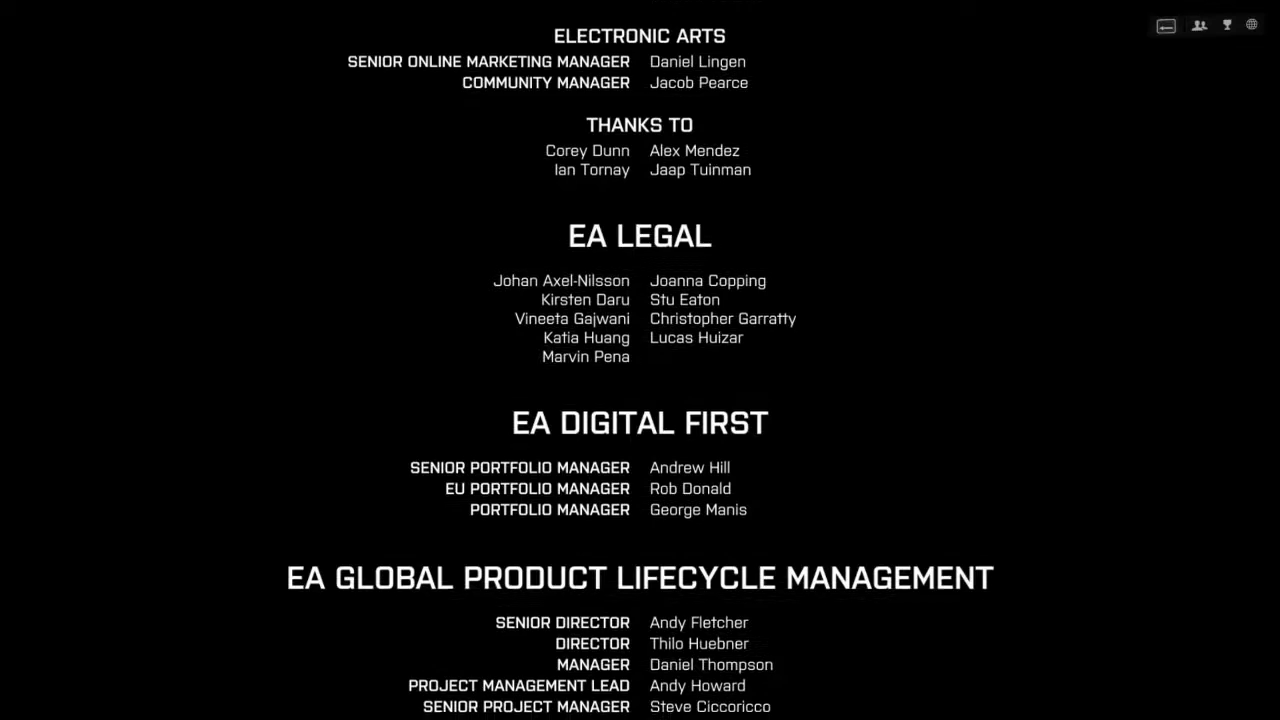 ELECTRONIC ARTS
SENIOR ONLINE MARKETING MANAGER Daniel Lingen
COMMUNITY MANAGER Jacob Pearce
THANKS TO
Corey Dunn Alex Mendez
Ian Tornay Jaap Tuinman
EA LEGAL
Johan Axel-Nilsson Joanna Copping
Kirsten Daru Stu Eaton
Vineeta Gajwani Christopher Garratty
Katia Huang Lucas Huizar
Marvin Pena
EA DIGITAL FIRST
SENIOR PORTFOLIO MANAGER Andrew Hill
EU PORTFOLIO MANAGER Rob Donald
PORTFOLIO MANAGER George Manis
EA GLOBAL PRODUCT LIFECYCLE MANAGEMENT
SENIOR DIRECTOR Andy Fletcher
DIRECTOR Thilo Huebner
MANAGER Daniel Thompson
PROJECT MANAGEMENT LEAD Andy Howard
SENIOR PROJECT MANAGER Steve Ciccoricco